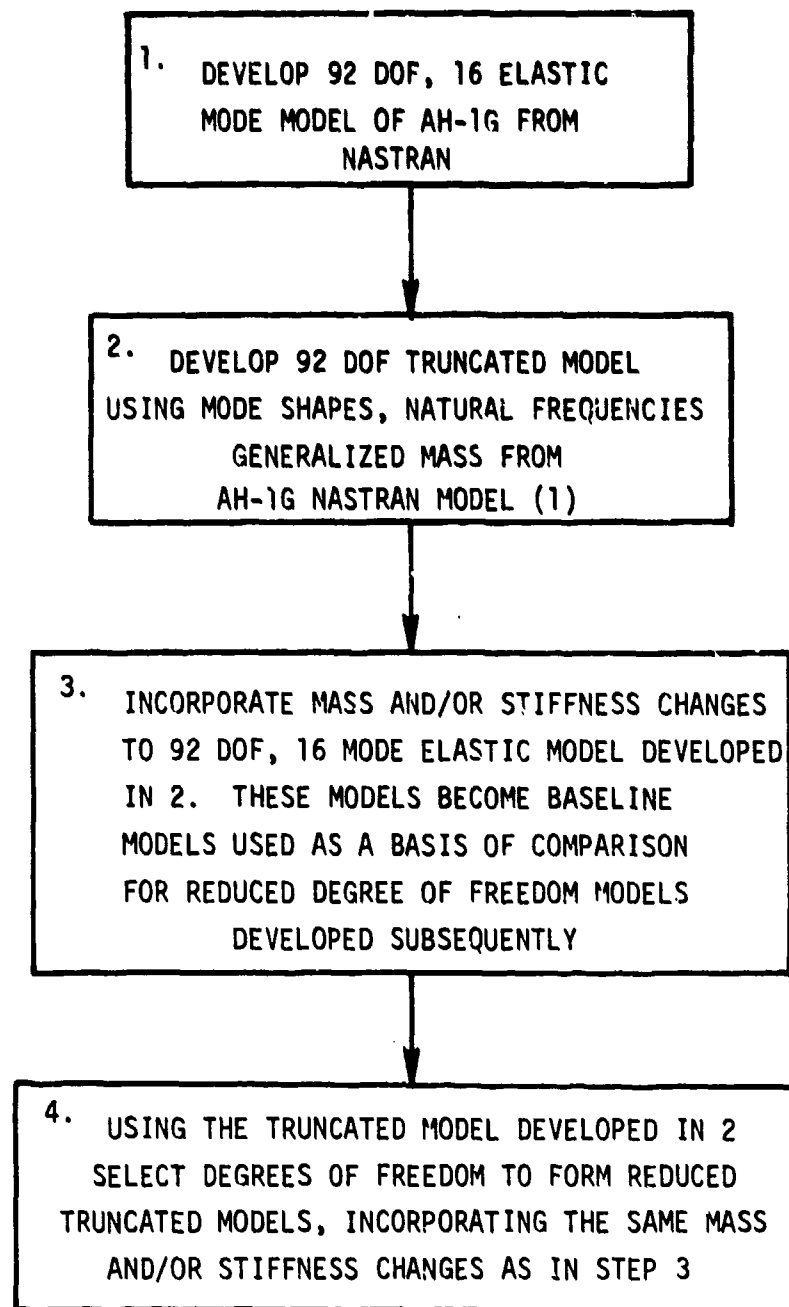 1. DEVELOP 92 DOF, 16 ELASTIC
MODE MODEL OF AH-1G FROM
NASTRAN
2. DEVELOP 92 DOF TRUNCATED MODEL
USING MODE SHAPES, NATURAL FREQUENCIES
GENERALIZED MASS FROM
AH-1G NASTRAN MODEL (1)
3. INCORPORATE MASS AND/OR STIFFNESS CHANGES
TO 92 DOF, 16 MODE ELASTIC MODEL DEVELOPED
IN 2. THESE MODELS BECOME BASELINE
MODELS USED AS A BASIS OF COMPARISON
FOR REDUCED DEGREE OF FREEDOM MODELS
DEVELOPED SUBSEQUENTLY
4. USING THE TRUNCATED MODEL DEVELOPED IN 2
SELECT DEGREES OF FREEDOM TO FORM REDUCED
TRUNCATED MODELS, INCORPORATING THE SAME MASS
AND/OR STIFFNESS CHANGES AS IN STEP 3